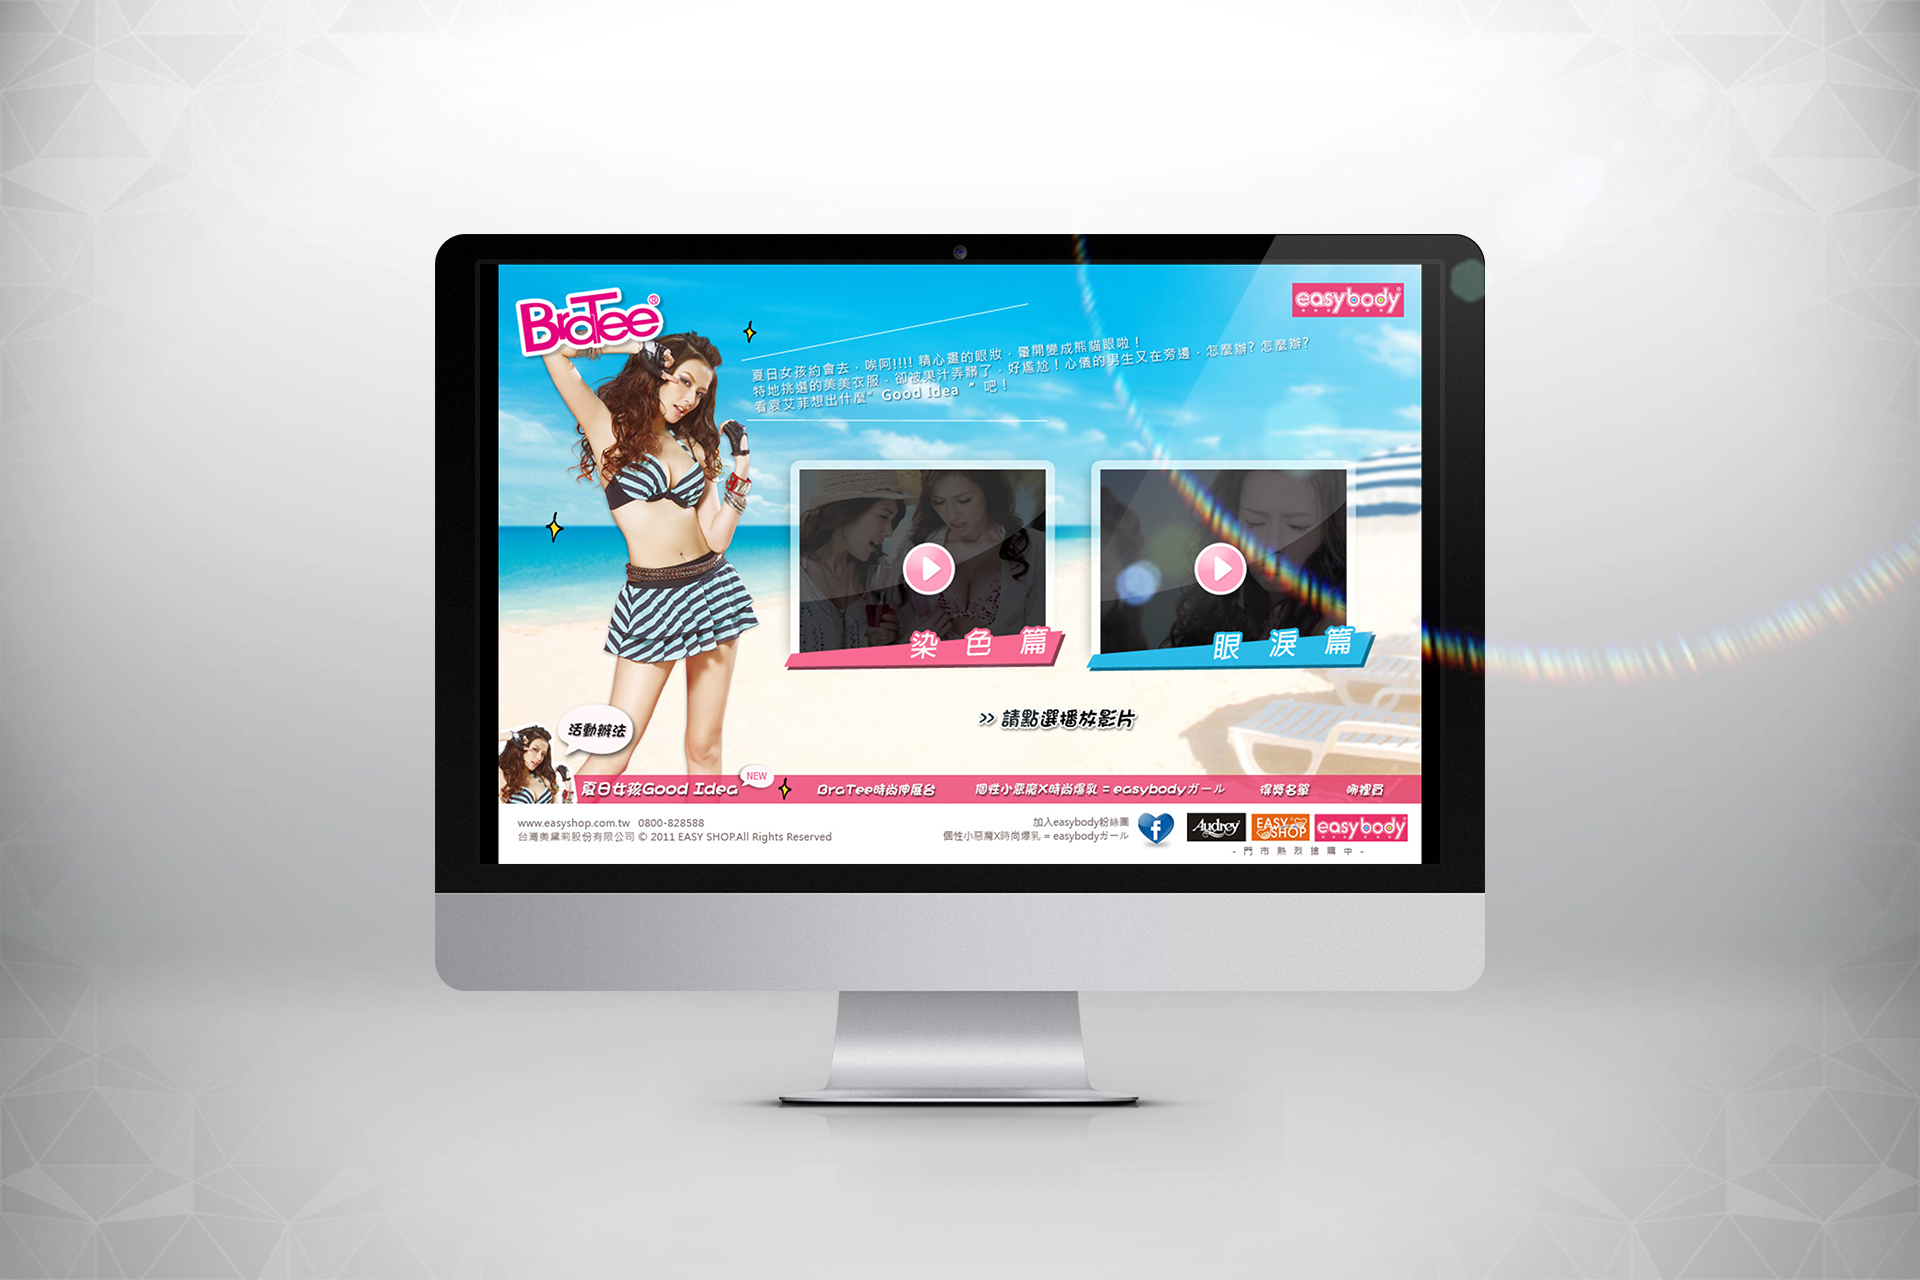 BraTee®
easybody®
夏日女孩約會去，唉呵!!!! 精心畫的眼妝，暈開變成熊貓眼啦！
特地挑選的美美衣服，卻被果汁弄髒了，好尷尬！心儀的男生又在旁邊，怎麼辦? 怎麼辦?
看袁艾菲想出什麼”Good Idea ”吧！
染色篇
眼淚篇
>> 請點選播放影片
活動辦法
夏日女孩Good Idea
NEW
BraTee時尚伸展台
個性小惡魔X時尚爆乳 = easybodyガール
得獎名單
哪裡買
www.easyshop.com.tw 0800-828588
台灣奧黛莉股份有限公司 © 2011 EASY SHOP.All Rights Reserved
加入easybody粉絲團
個性小惡魔X時尚爆乳 = easybodyガール
f
Audrey
EASY SHOP
easybody®
- 門市熱烈搶購中 -